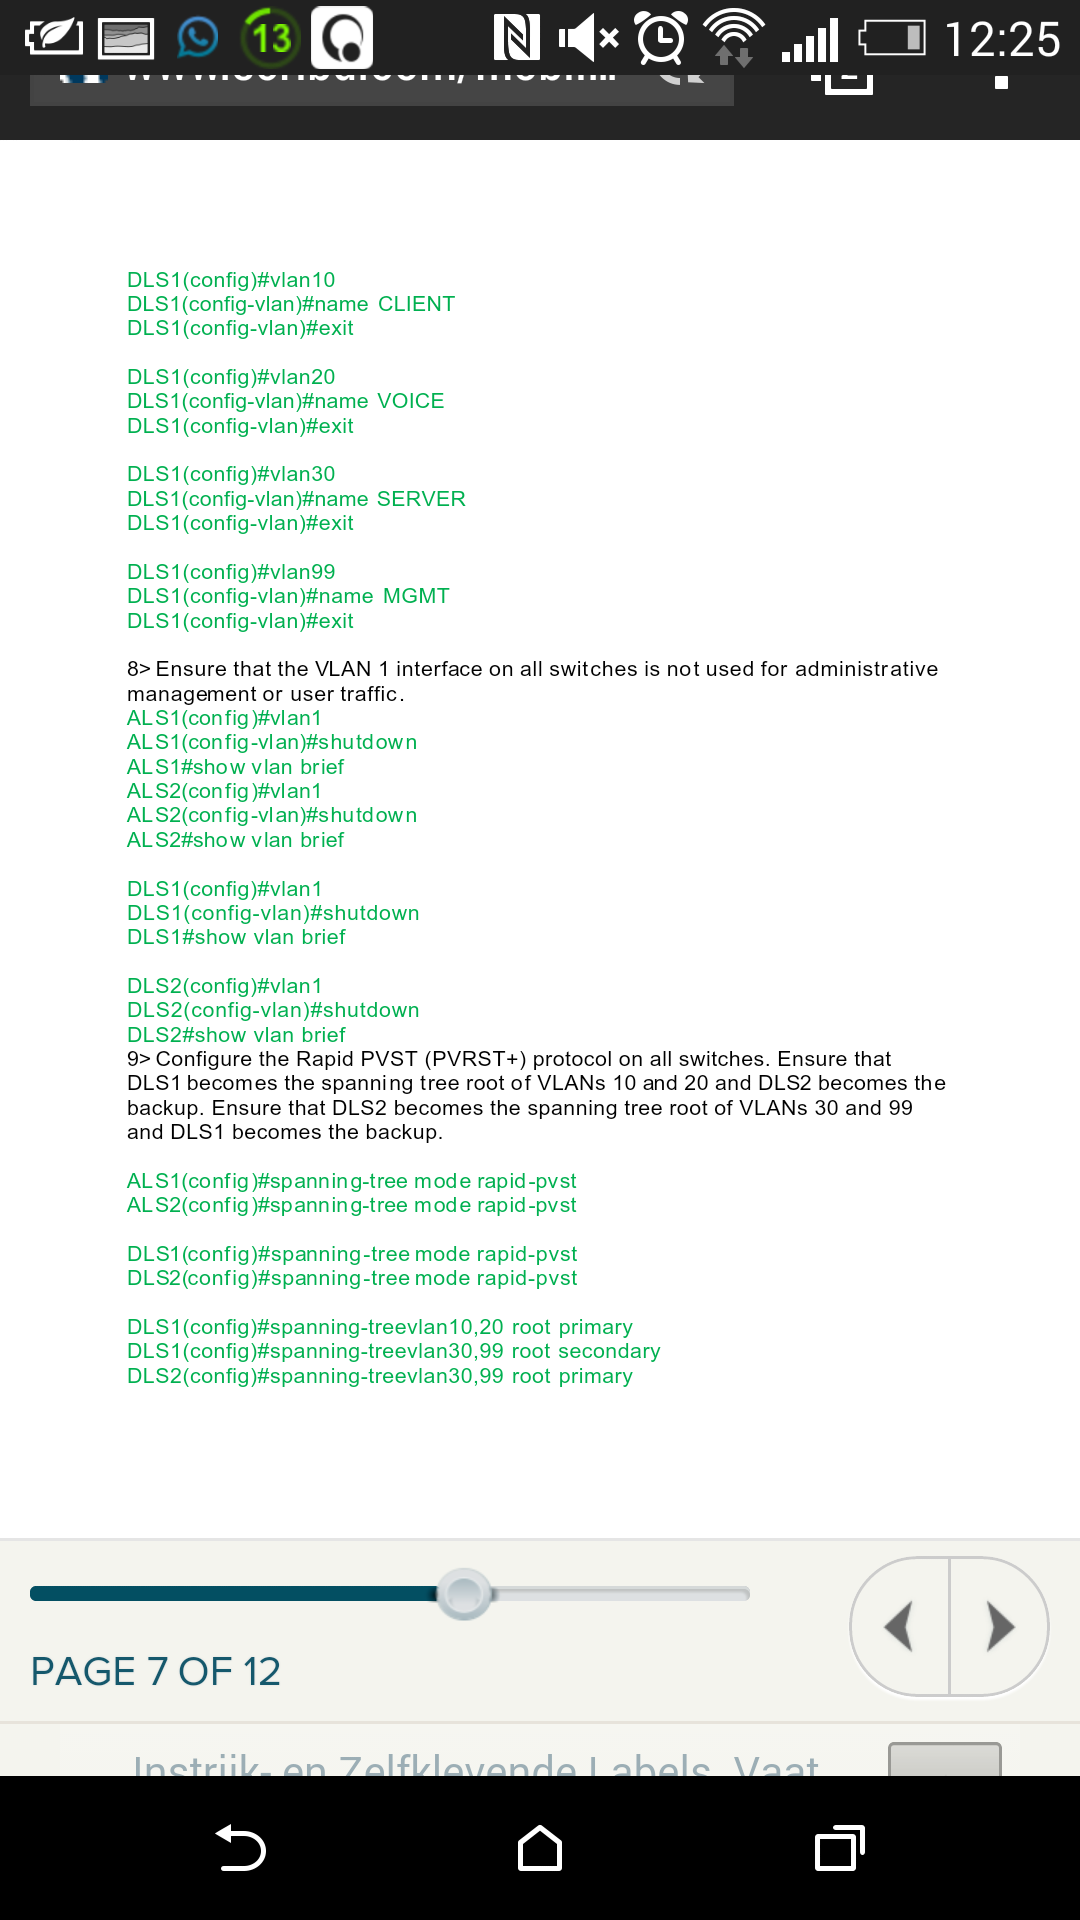 13
12:25
DLS1(config)#vlan10
DLS1(config-vlan)#name CLIENT
DLS1(config-vlan)#exit
DLS1(config)#vlan20
DLS1(config-vlan)#name VOICE
DLS1(config-vlan)#exit
DLS1(config)#vlan30
DLS1(config-vlan)#name SERVER
DLS1(config-vlan)#exit
DLS1(config)#vlan99
DLS1(config-vlan)#name MGMT
DLS1(config-vlan)#exit
8> Ensure that the VLAN 1 interface on all switches is not used for administrative
management or user traffic.
ALS1(config)#vlan1
ALS1(config-vlan)#shutdown
ALS1#show vlan brief
ALS2(config)#vlan1
ALS2(config-vlan)#shutdown
ALS2#show vlan brief
DLS1(config)#vlan1
DLS1(config-vlan)#shutdown
DLS1#show vlan brief
DLS2(config)#vlan1
DLS2(config-vlan)#shutdown
DLS2#show vlan brief
9> Configure the Rapid PVST (PVRST+) protocol on all switches. Ensure that
DLS1 becomes the spanning tree root of VLANs 10 and 20 and DLS2 becomes the
backup. Ensure that DLS2 becomes the spanning tree root of VLANs 30 and 99
and DLS1 becomes the backup.
ALS1(config)#spanning-tree mode rapid-pvst
ALS2(config)#spanning-tree mode rapid-pvst
DLS1(config)#spanning-tree mode rapid-pvst
DLS2(config)#spanning-tree mode rapid-pvst
DLS1(config)#spanning-treevlan10,20 root primary
DLS1(config)#spanning-treevlan30,99 root secondary
DLS2(config)#spanning-treevlan30,99 root primary
PAGE 7 OF 12
Instrijk- en Zelfklevende Labels. Vaat